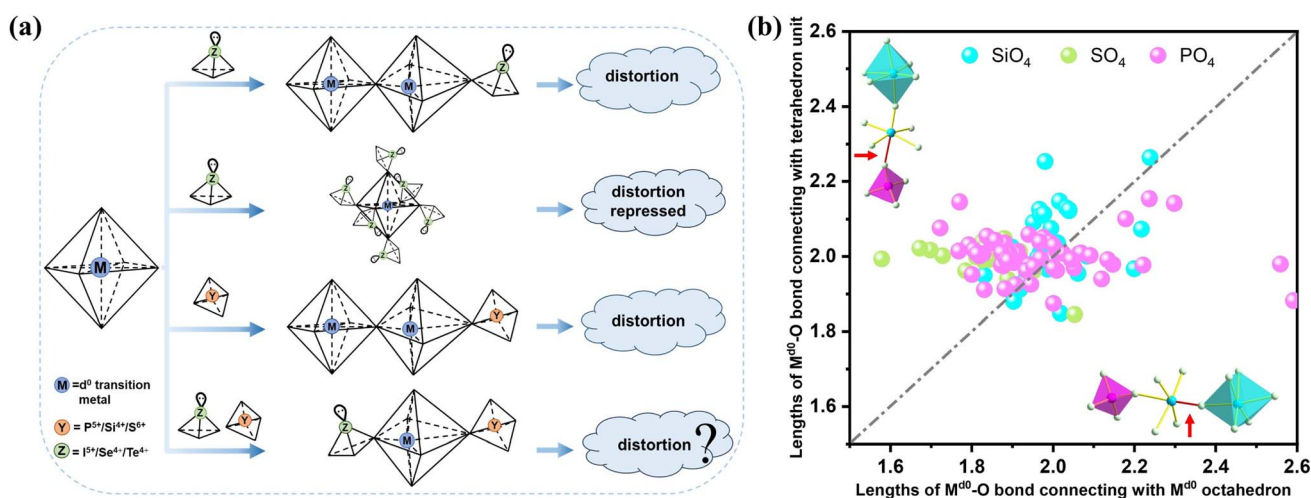 (a)
Z
M
M
Z
distortion
Z
Z
Z
Z
M
Z
Z
Z
distortion
repressed
M
Y
M
M
Y
distortion
M =d⁰ transition
metal
Y = P⁵⁺/Si⁴⁺/S⁶⁺
Z = I⁵⁺/Se⁴⁺/Te⁴⁺
Z
Y
Z
M
Y
distortion ?
(b)
Lengths of Mᵈ⁰-O bond connecting with tetrahedron unit
2.6
2.4
2.2
2.0
1.8
1.6
SiO₄ SO₄ PO₄
1.6 1.8 2.0 2.2 2.4 2.6
Lengths of Mᵈ⁰-O bond connecting with Mᵈ⁰ octahedron